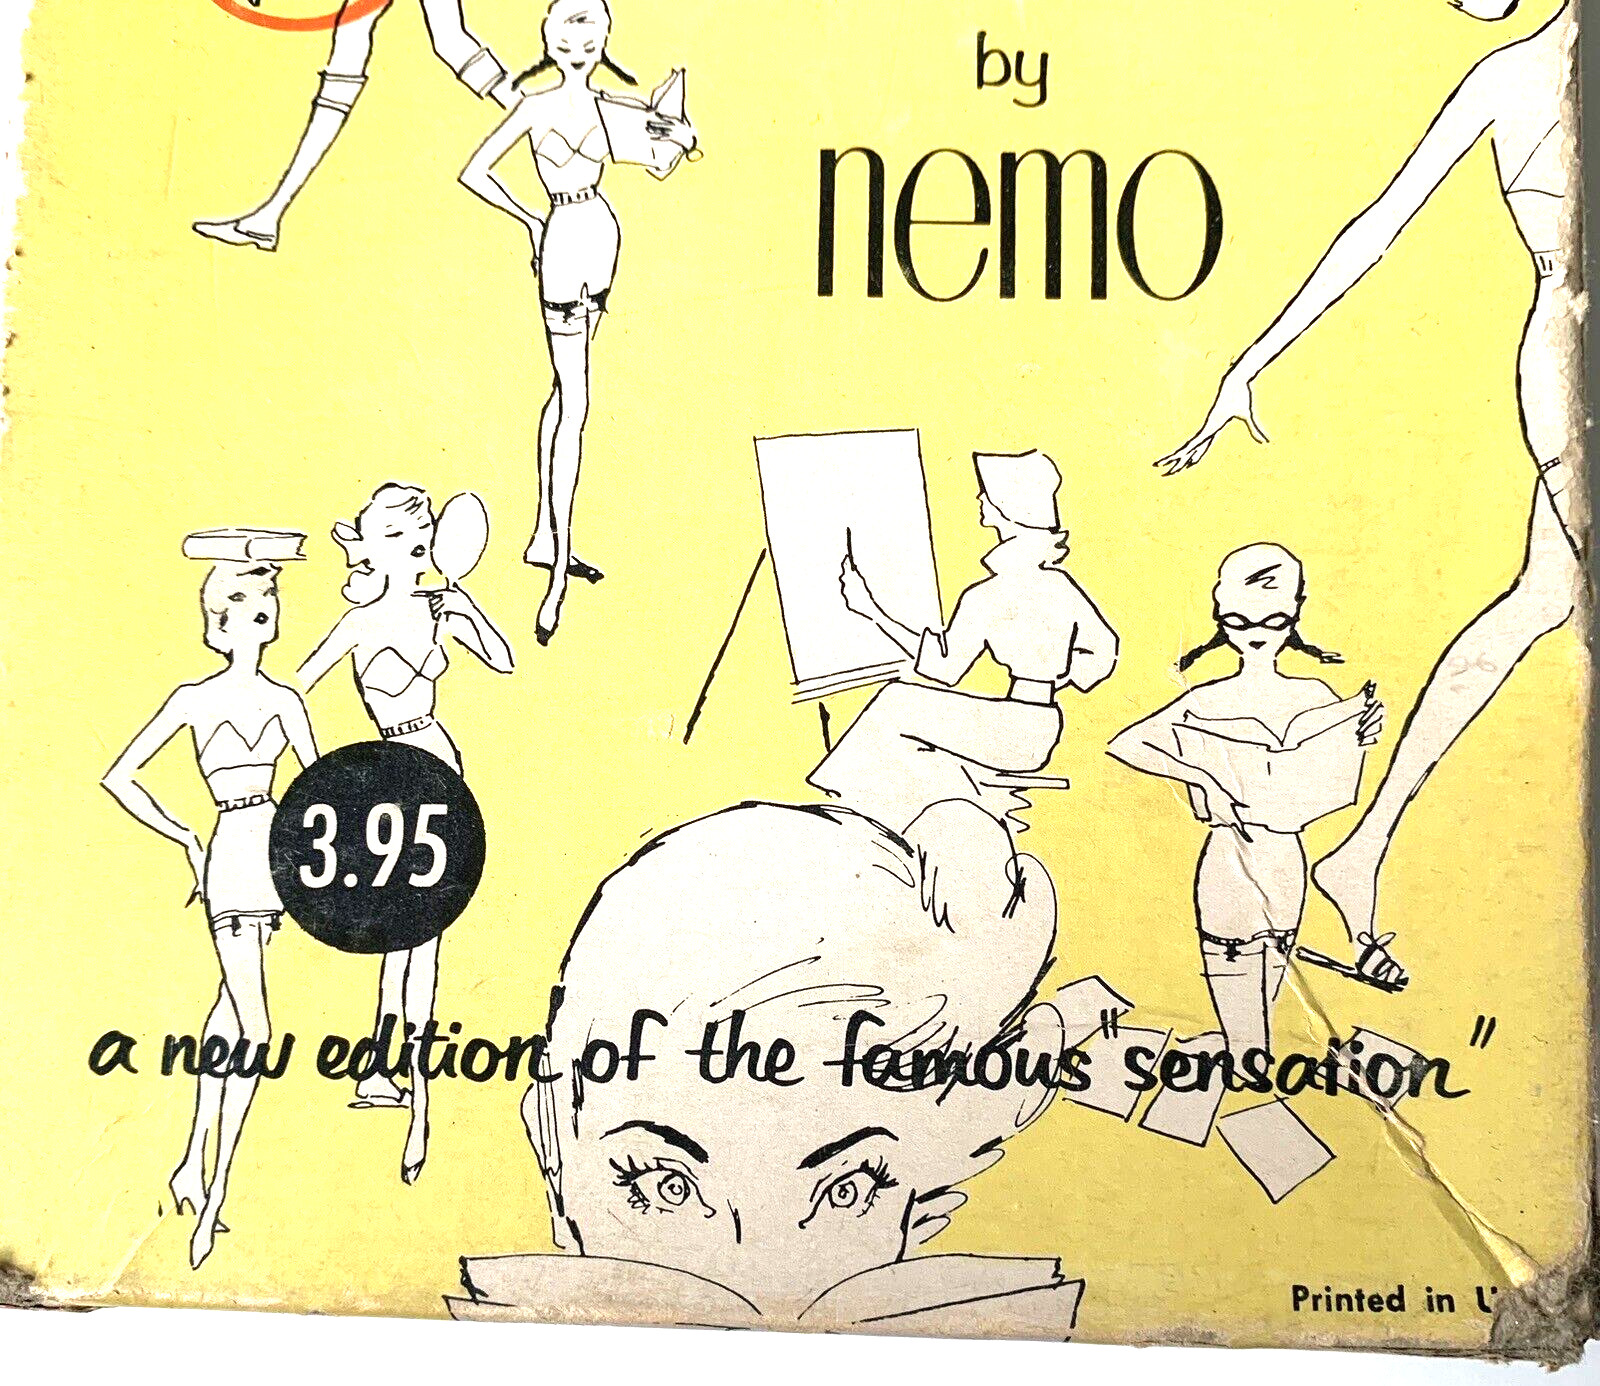 by
nemo
3.95
a new edition of the famous "sensation"
Printed in